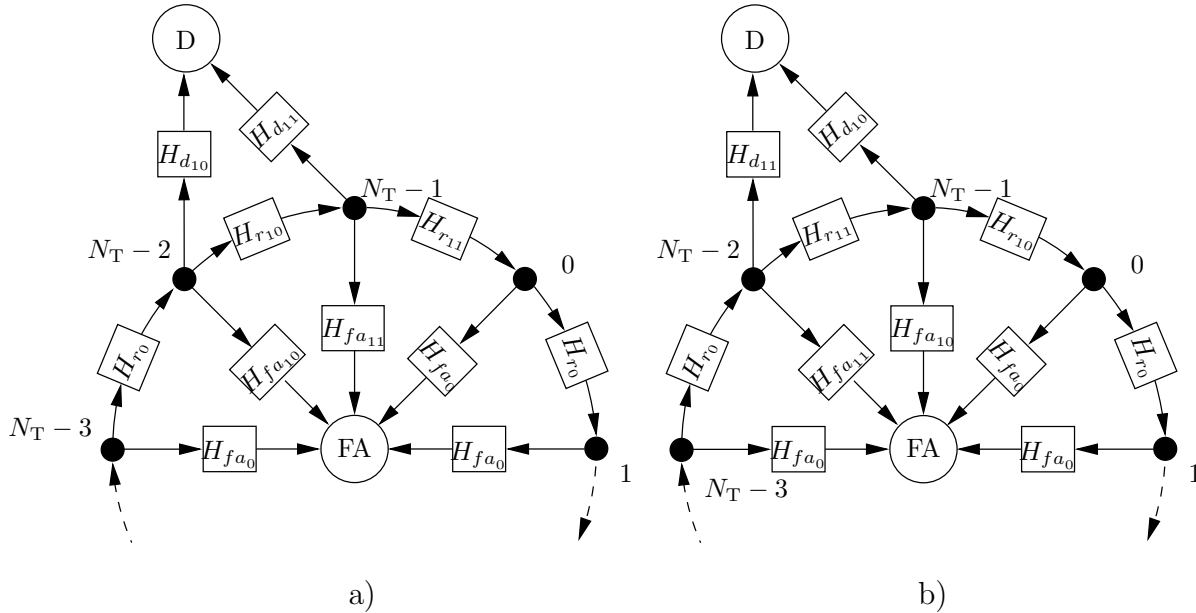 D
H_{d_{10}}
H_{d_{11}}
N_T − 1
N_T − 2
H_{r_{10}}
H_{r_{11}}
0
H_{r_0}
H_{fa_{10}}
H_{fa_{11}}
H_{fa_0}
H_{r_0}
N_T − 3
H_{fa_0}
FA
H_{fa_0}
1
a)
D
H_{d_{11}}
H_{d_{10}}
N_T − 1
N_T − 2
H_{r_{11}}
H_{r_{10}}
0
H_{r_0}
H_{fa_{11}}
H_{fa_{10}}
H_{fa_0}
H_{r_0}
H_{fa_0}
FA
H_{fa_0}
N_T − 3
1
b)